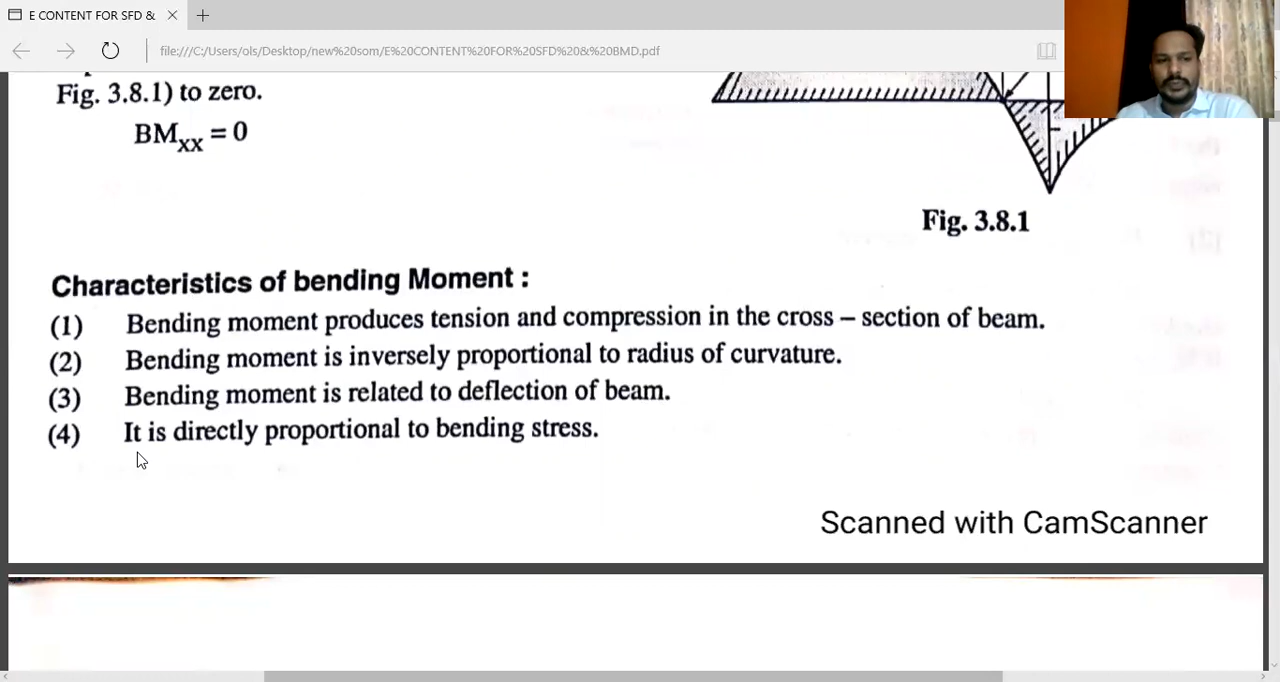 E CONTENT FOR SFD &
file:///C:/Users/ols/Desktop/new%20som/E%20CONTENT%20FOR%20SFD%20&%20BMD.pdf
Fig. 3.8.1) to zero.
BMxx = 0
Fig. 3.8.1
Characteristics of bending Moment :
(1) Bending moment produces tension and compression in the cross – section of beam.
(2) Bending moment is inversely proportional to radius of curvature.
(3) Bending moment is related to deflection of beam.
(4) It is directly proportional to bending stress.
Scanned with CamScanner